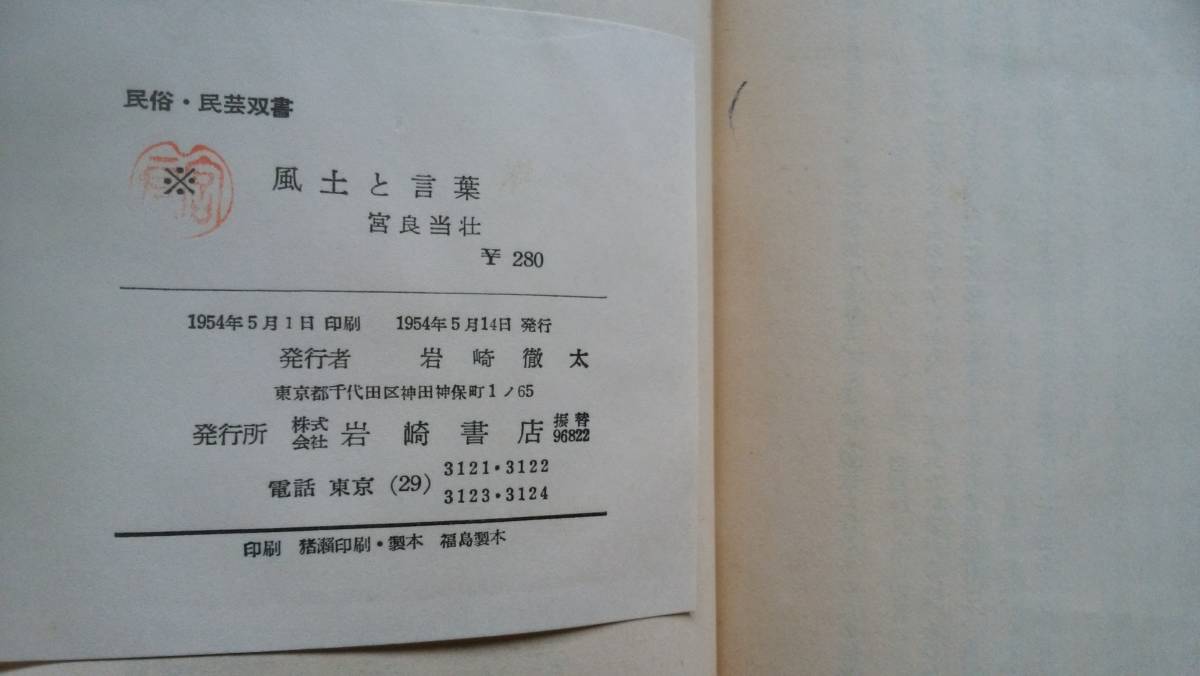 民俗・民芸双書
※
風土と言葉
宮良当壮
¥ 280
1954年5月1日 印刷 1954年5月14日 発行
発行者 岩崎徹太
東京都千代田区神田神保町1ノ65
発行所 株式会社 岩崎書店 振替 96822
電話 東京 (29) 3121・3122
3123・3124
印刷 猪瀬印刷・製本 福島製本